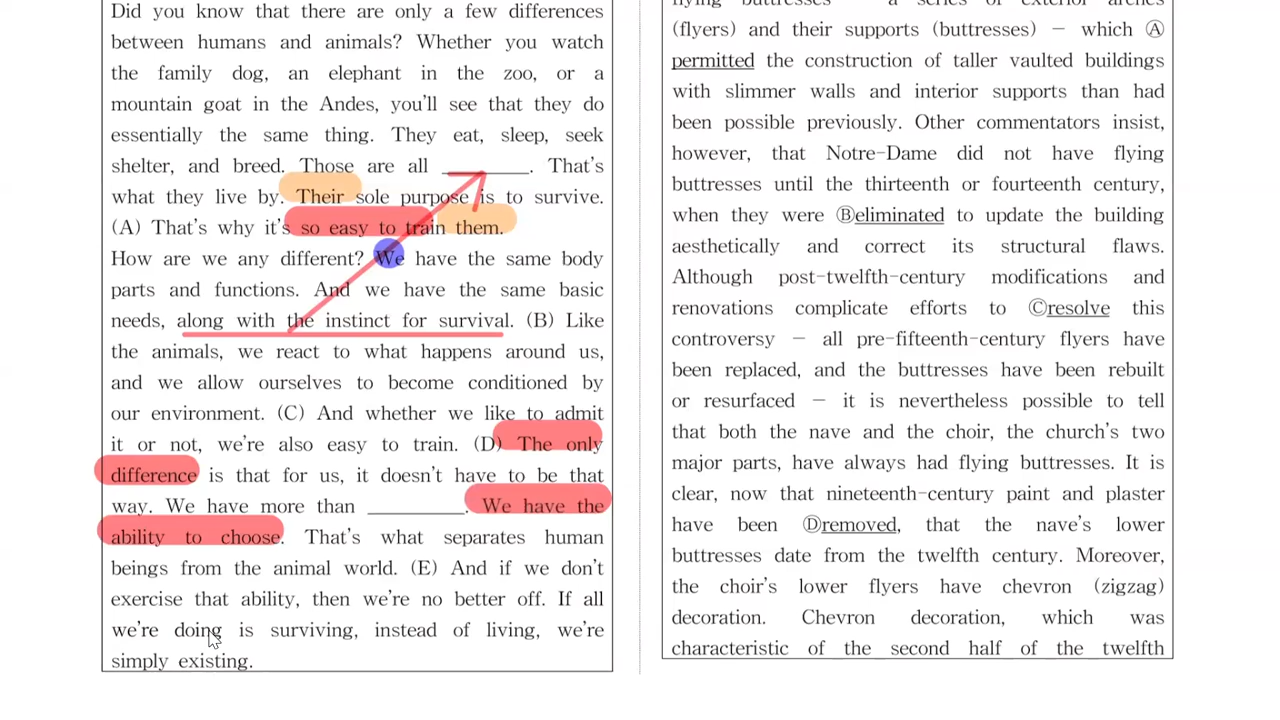 Did you know that there are only a few differences
between humans and animals? Whether you watch
the family dog, an elephant in the zoo, or a
mountain goat in the Andes, you'll see that they do
essentially the same thing. They eat, sleep, seek
shelter, and breed. Those are all ________. That's
what they live by. Their sole purpose is to survive.
(A) That's why it's so easy to train them.
How are we any different? We have the same body
parts and functions. And we have the same basic
needs, along with the instinct for survival. (B) Like
the animals, we react to what happens around us,
and we allow ourselves to become conditioned by
our environment. (C) And whether we like to admit
it or not, we're also easy to train. (D) The only
difference is that for us, it doesn't have to be that
way. We have more than _________. We have the
ability to choose. That's what separates human
beings from the animal world. (E) And if we don't
exercise that ability, then we're no better off. If all
we're doing is surviving, instead of living, we're
simply existing.
flying buttresses — a series of exterior arches
(flyers) and their supports (buttresses) — which Ⓐ
permitted the construction of taller vaulted buildings
with slimmer walls and interior supports than had
been possible previously. Other commentators insist,
however, that Notre-Dame did not have flying
buttresses until the thirteenth or fourteenth century,
when they were Ⓑeliminated to update the building
aesthetically and correct its structural flaws.
Although post-twelfth-century modifications and
renovations complicate efforts to Ⓒresolve this
controversy — all pre-fifteenth-century flyers have
been replaced, and the buttresses have been rebuilt
or resurfaced — it is nevertheless possible to tell
that both the nave and the choir, the church's two
major parts, have always had flying buttresses. It is
clear, now that nineteenth-century paint and plaster
have been Ⓓremoved, that the nave's lower
buttresses date from the twelfth century. Moreover,
the choir's lower flyers have chevron (zigzag)
decoration. Chevron decoration, which was
characteristic of the second half of the twelfth